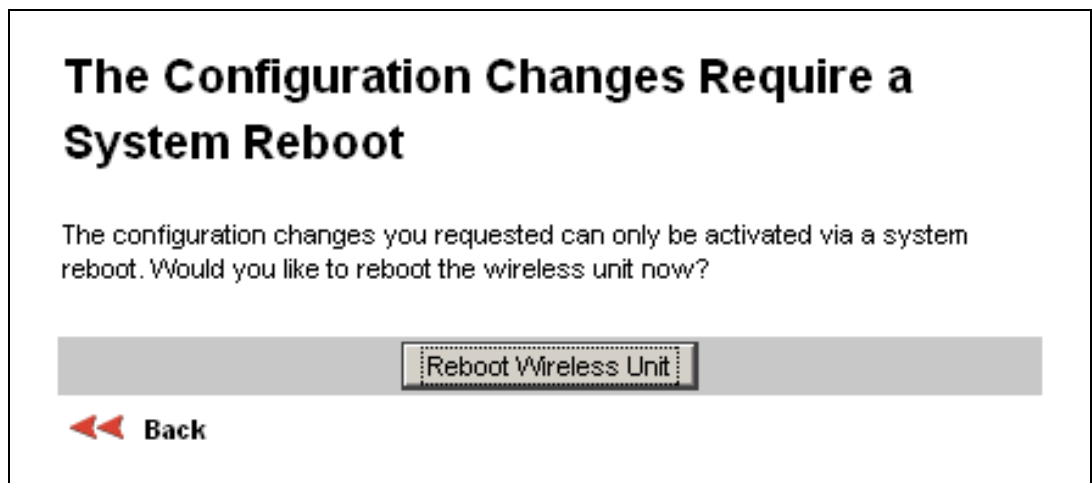 The Configuration Changes Require a
System Reboot
The configuration changes you requested can only be activated via a system
reboot. Would you like to reboot the wireless unit now?
Reboot Wireless Unit
Back